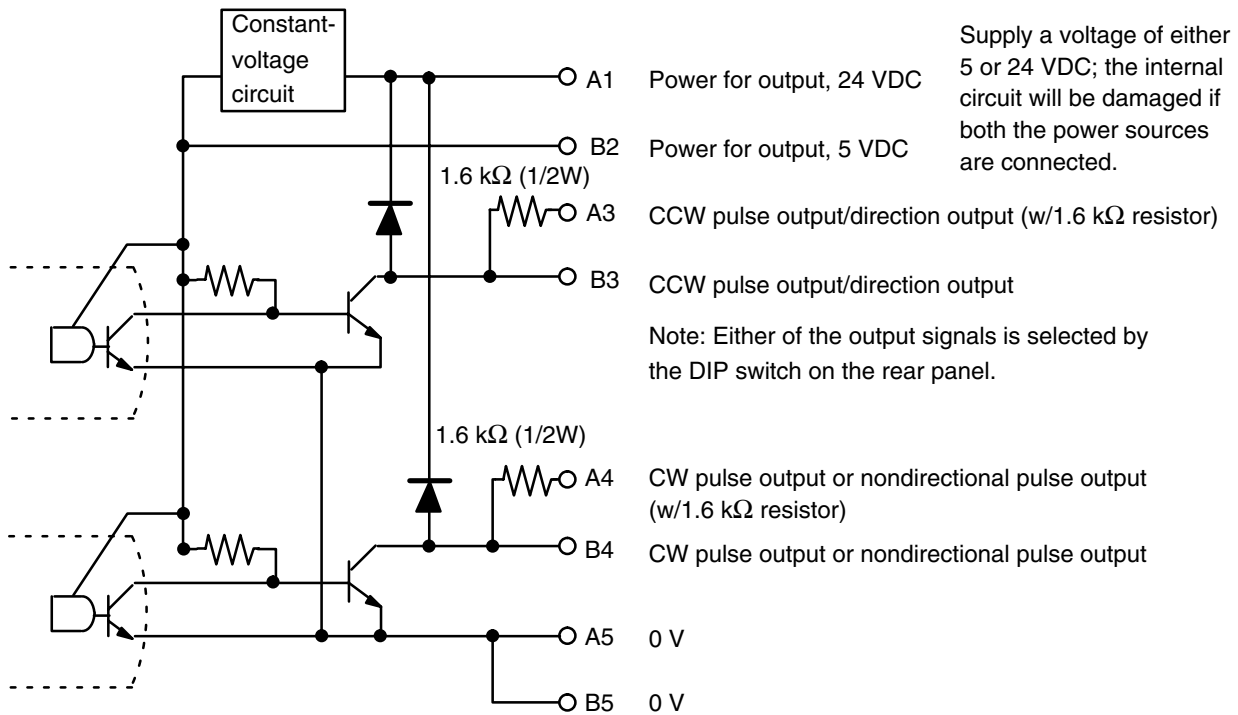 Constant-
voltage
circuit
Supply a voltage of either
5 or 24 VDC; the internal
circuit will be damaged if
both the power sources
are connected.
A1 Power for output, 24 VDC
B2 Power for output, 5 VDC
1.6 kΩ (1/2W)
A3 CCW pulse output/direction output (w/1.6 kΩ resistor)
B3 CCW pulse output/direction output
Note: Either of the output signals is selected by
the DIP switch on the rear panel.
1.6 kΩ (1/2W)
A4 CW pulse output or nondirectional pulse output
(w/1.6 kΩ resistor)
B4 CW pulse output or nondirectional pulse output
A5 0 V
B5 0 V